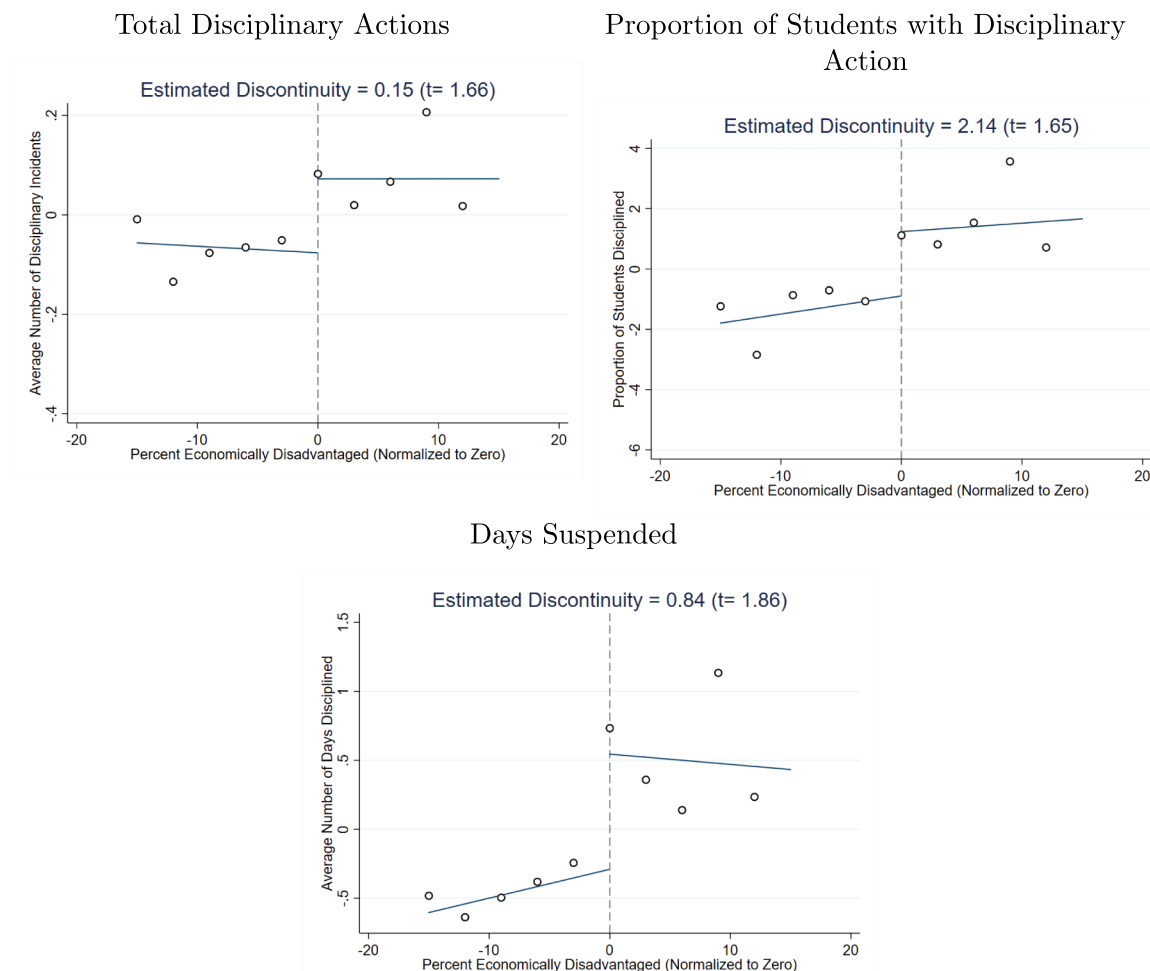 Total Disciplinary Actions
Estimated Discontinuity = 0.15 (t= 1.66)
Average Number of Disciplinary Incidents
.2
0
-.2
-.4
-20 -10 0 10 20
Percent Economically Disadvantaged (Normalized to Zero)
Proportion of Students with Disciplinary
Action
Estimated Discontinuity = 2.14 (t= 1.65)
Proportion of Students Disciplined
4
2
0
-2
-4
-6
-20 -10 0 10 20
Percent Economically Disadvantaged (Normalized to Zero)
Days Suspended
Estimated Discontinuity = 0.84 (t= 1.86)
Average Number of Days Disciplined
1.5
1
.5
0
-.5
-20 -10 0 10 20
Percent Economically Disadvantaged (Normalized to Zero)